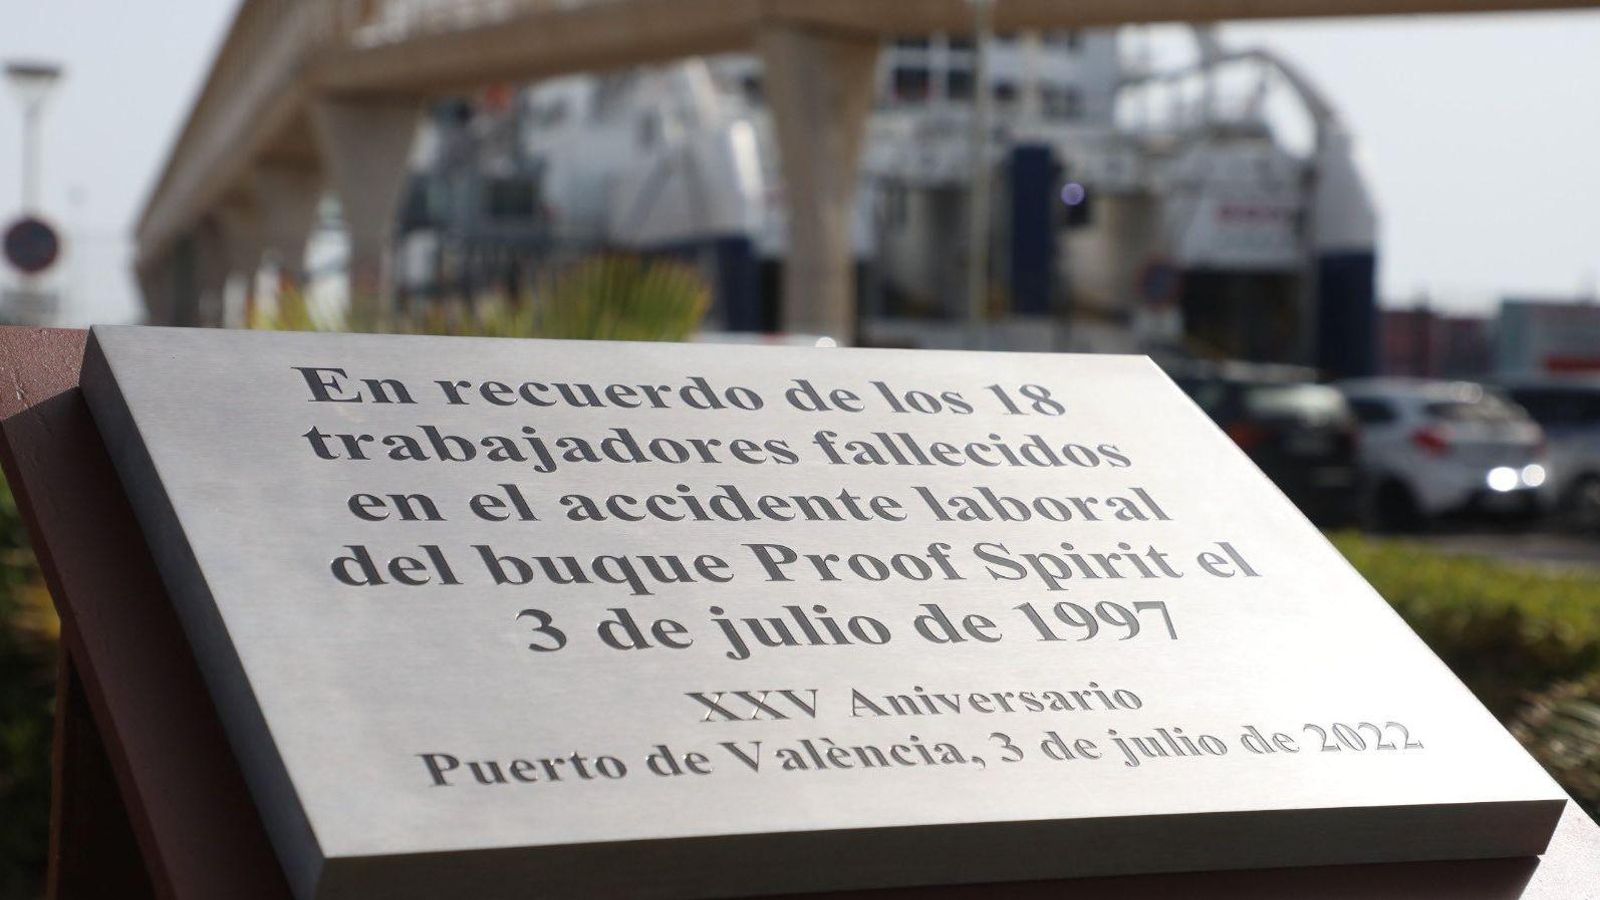 En recuerdo de los 18
trabajadores fallecidos
en el accidente laboral
del buque Proof Spirit el
3 de julio de 1997
XXV Aniversario
Puerto de València, 3 de julio de 2022